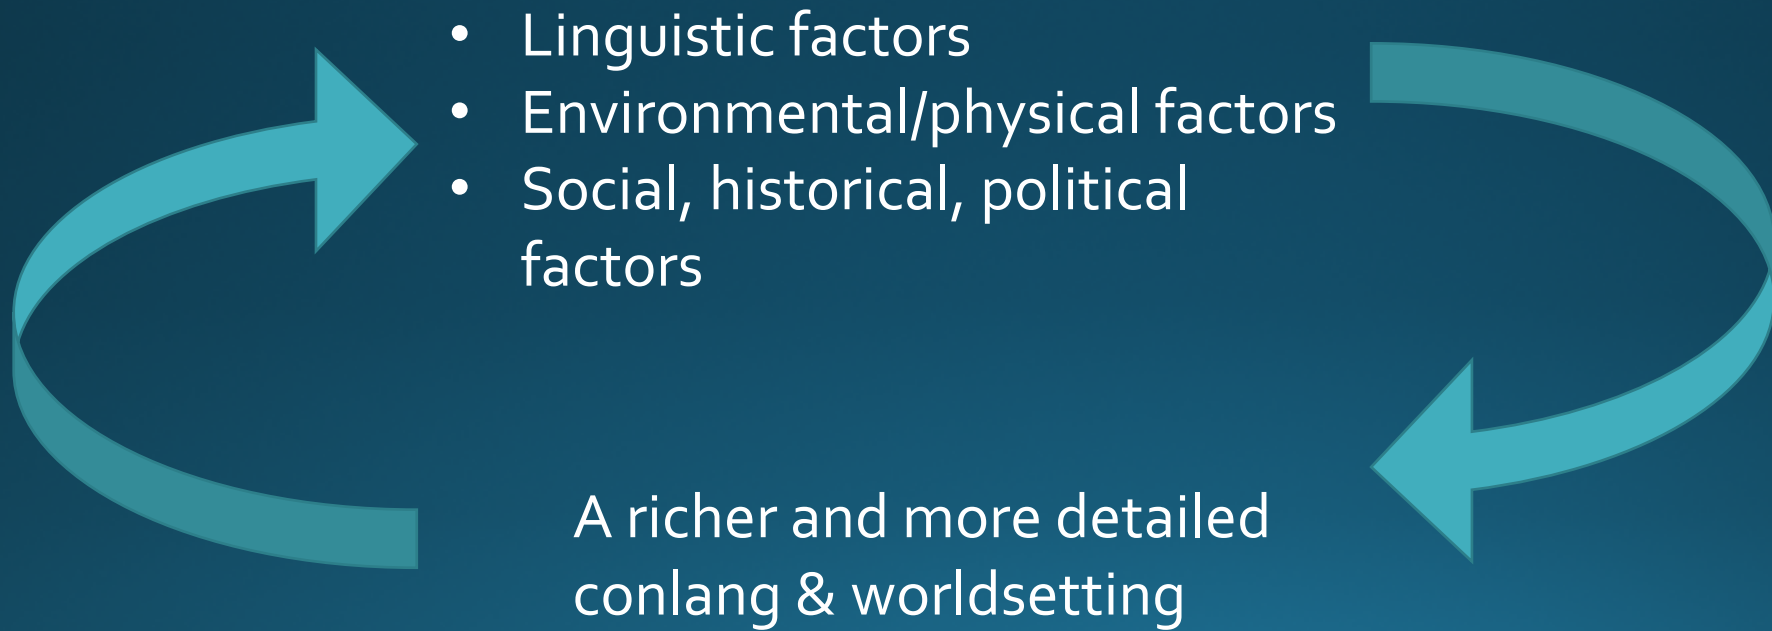 • Linguistic factors
• Environmental/physical factors
• Social, historical, political
factors
A richer and more detailed
conlang & worldsetting